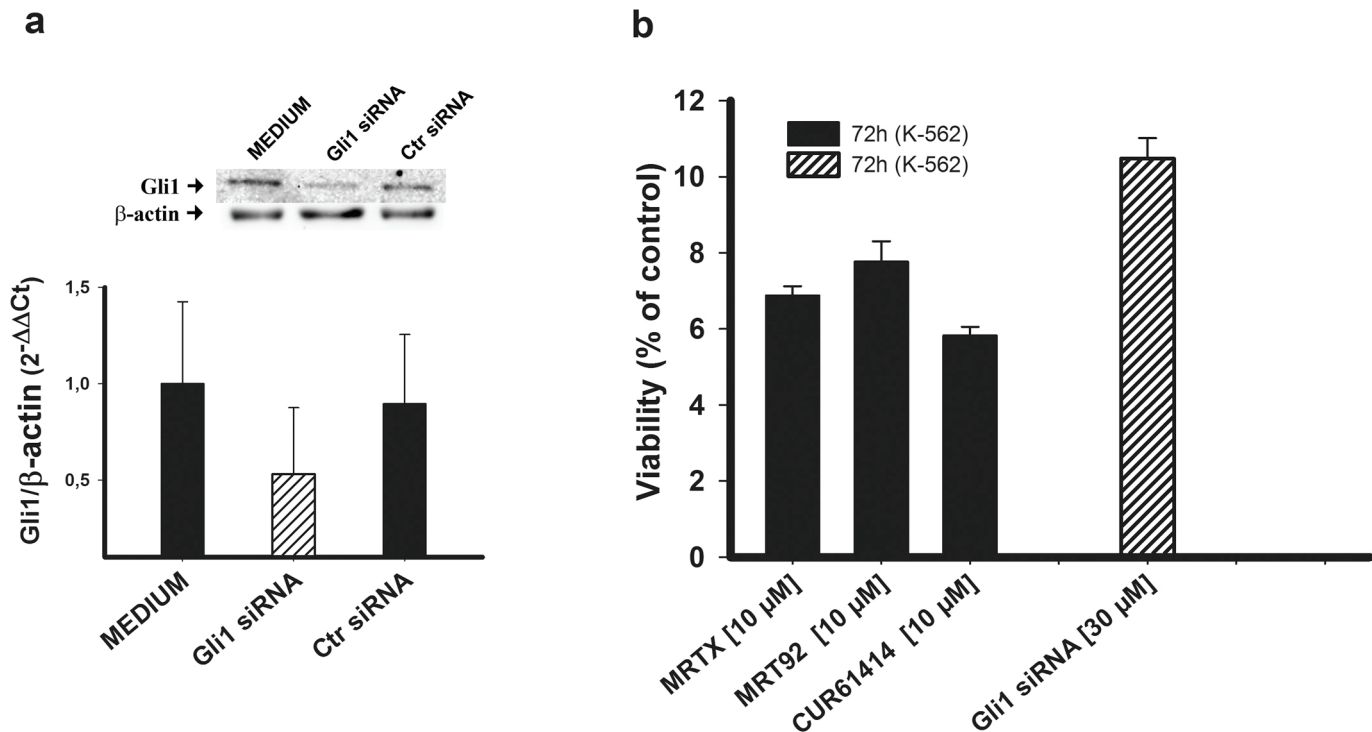 a
MEDIUM
Gli1 siRNA
Ctr siRNA
Gli1 →
β-actin →
Gli1/β-actin (2-ΔΔCt)
1,5
1,0
0,5
MEDIUM
Gli1 siRNA
Ctr siRNA
b
Viability (% of control)
12
10
8
6
4
2
0
72h (K-562)
72h (K-562)
MRTX [10 µM]
MRT92 [10 µM]
CUR61414 [10 µM]
Gli1 siRNA [30 µM]